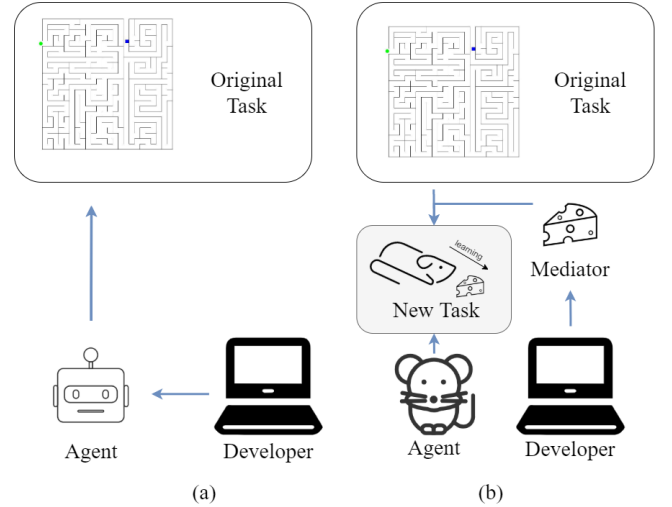 Original
Task
Agent
Developer
(a)
Original
Task
learning
New Task
Mediator
Agent
Developer
(b)